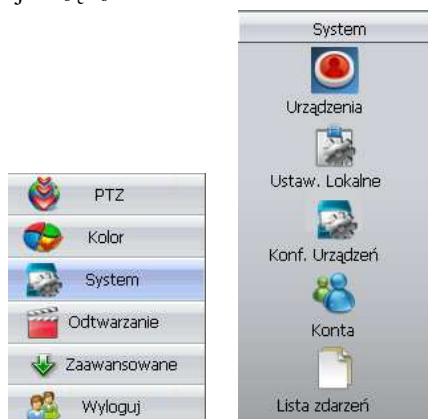 PTZ
Kolor
System
Odtwarzanie
Zaawansowane
Wyloguj
System
Urządzenia
Ustaw. Lokalne
Konf. Urządzeń
Konta
Lista zdarzeń